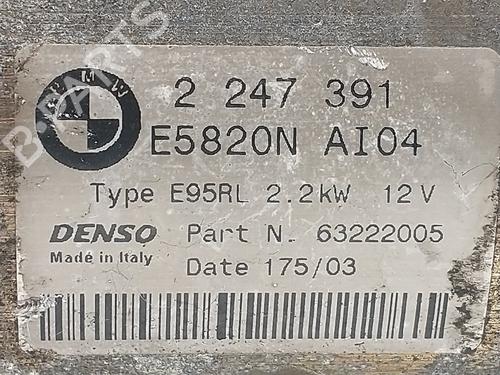 B-PARTS
BMW
2 247 391
E5820N AI04
Type E95RL 2.2kW 12V
DENSO Part N. 63222005
Made in Italy
Date 175/03